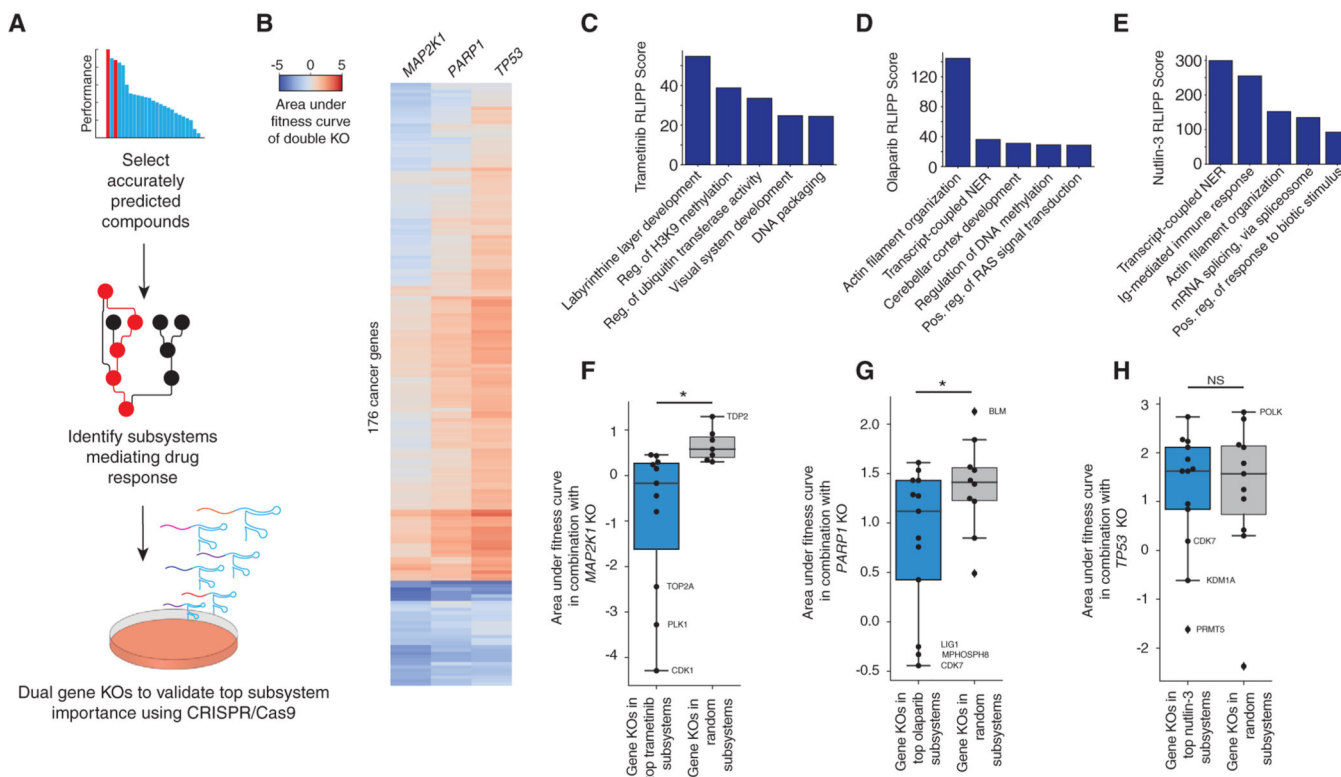 A
Performance
Select
accurately
predicted
compounds
Identify subsystems
mediating drug
response
Dual gene KOs to validate top subsystem
importance using CRISPR/Cas9
B
-5 0 5
Area under
fitness curve
of double KO
MAP2K1
PARP1
TP53
176 cancer genes
C
Trametinib RLIPP Score
40
20
0
Labyrinthine layer development
Reg. of H3K9 methylation
Reg. of ubiquitin transferase activity
Visual system development
DNA packaging
D
Olaparib RLIPP Score
120
80
40
0
Actin filament organization
Transcript-coupled NER
Cerebellar cortex development
Regulation of DNA methylation
Pos. reg. of RAS signal transduction
E
Nutlin-3 RLIPP Score
300
200
100
0
Transcript-coupled NER
Ig-mediated immune response
Actin filament organization
mRNA splicing, via spliceosome
Pos. reg. of response to biotic stimulus
F
Area under fitness curve
in combination with
MAP2K1 KO
1
0
-1
-2
-3
-4
*
TDP2
TOP2A
PLK1
CDK1
Gene KOs in
top trametinib
subsystems
Gene KOs in
random
subsystems
G
Area under fitness curve
in combination with
PARP1 KO
2.0
1.5
1.0
0.5
0.0
-0.5
*
BLM
LIG1
MPHOSPH8
CDK7
Gene KOs in
top olaparib
subsystems
Gene KOs in
random
subsystems
H
Area under fitness curve
in combination with
TP53 KO
3
2
1
0
-1
-2
NS
POLK
CDK7
KDM1A
PRMT5
Gene KOs in
top nutlin-3
subsystems
Gene KOs in
random
subsystems